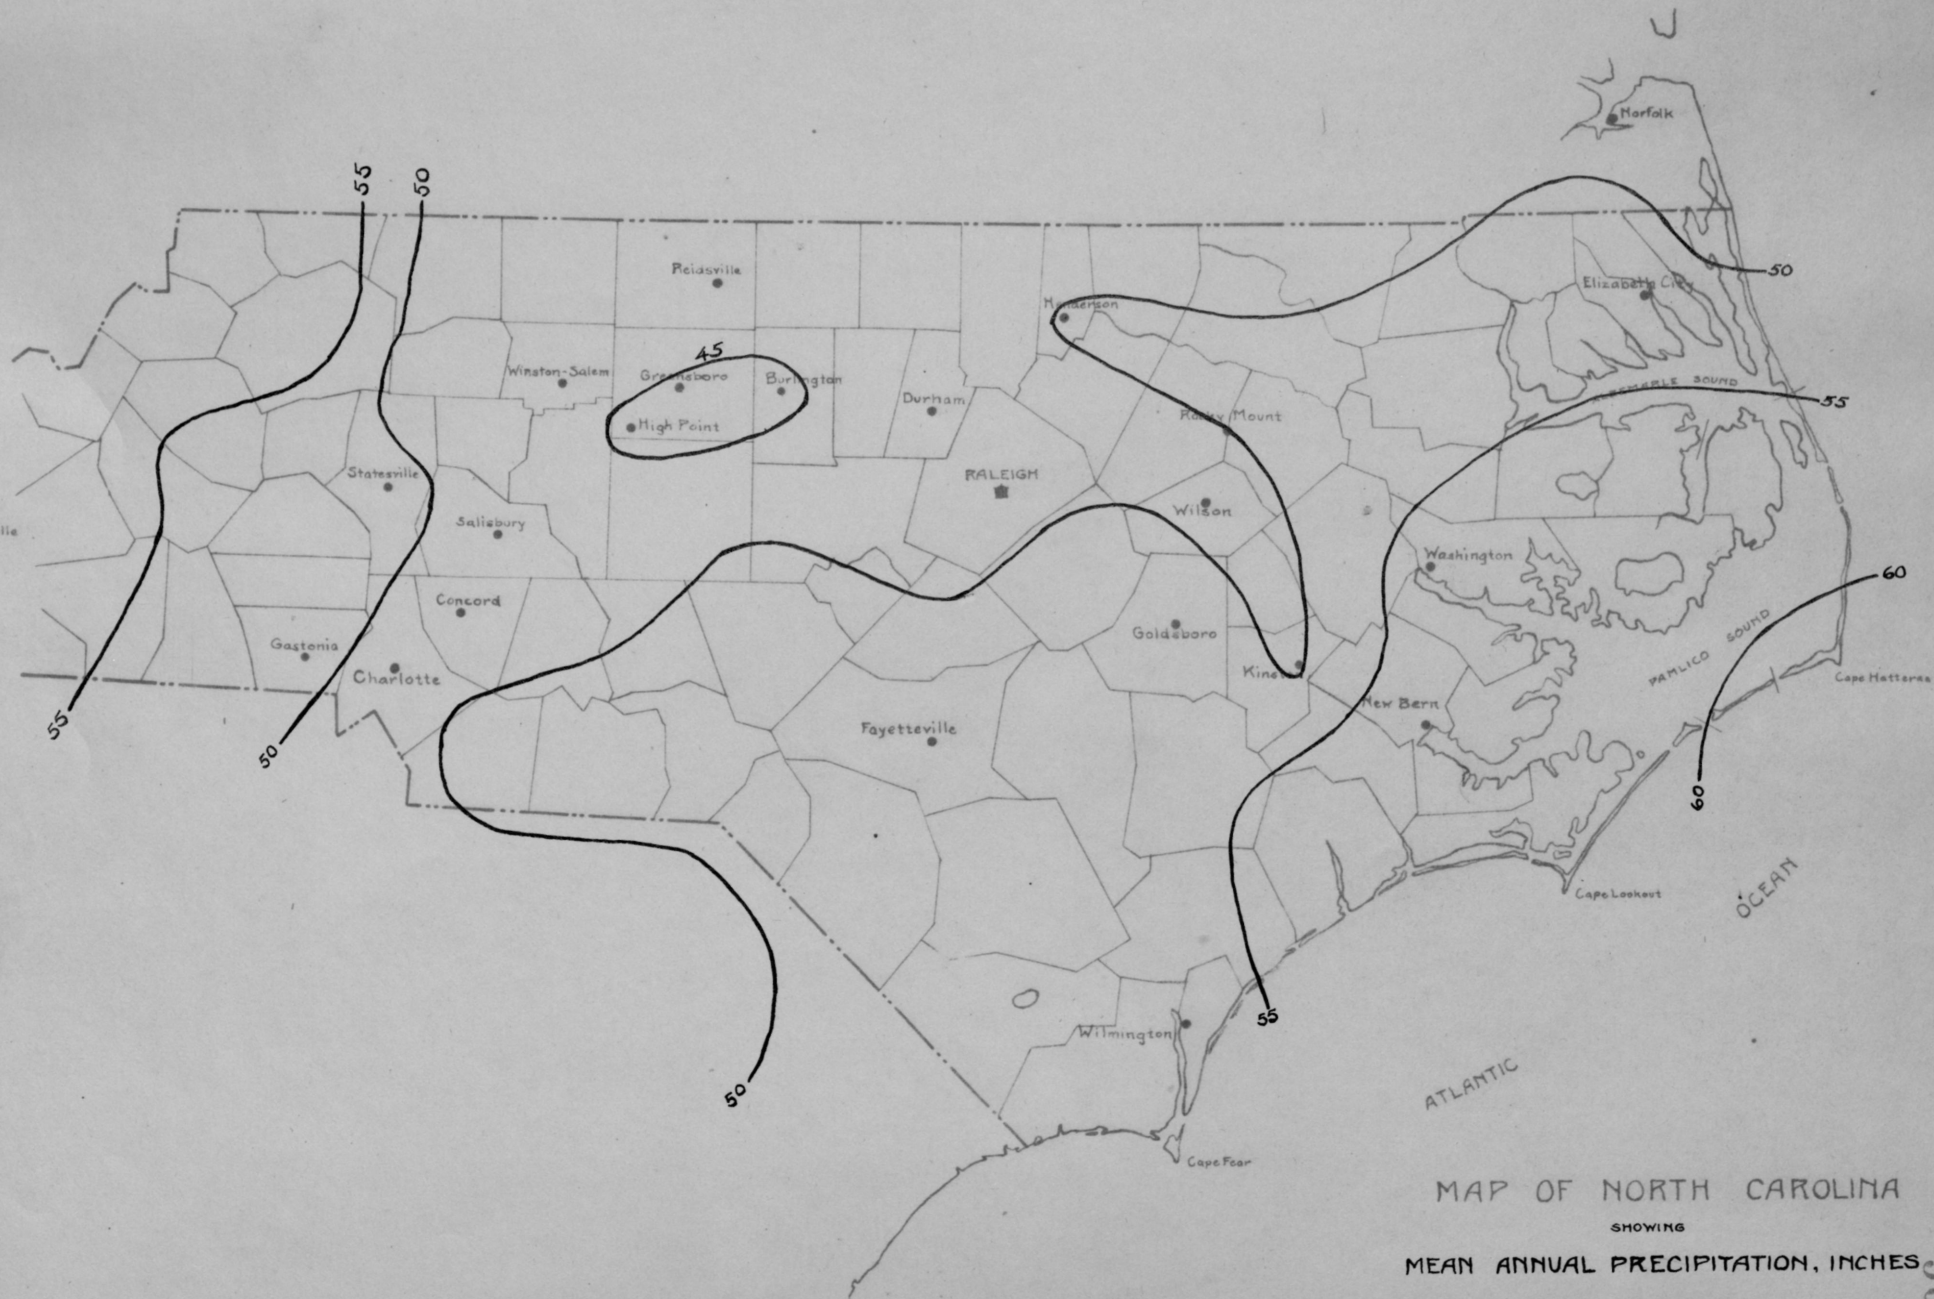 Norfolk
55
50
50
Reidsville
Elizabeth City
Henderson
45
Winston-Salem
Greensboro
Burlington
Durham
High Point
Rocky Mount
ALBEMARLE SOUND
55
Statesville
RALEIGH
Salisbury
Wilson
lle
Washington
60
Concord
Goldsboro
Gastonia
Charlotte
Kinston
PAMLICO SOUND
Cape Hatteras
New Bern
55
50
Fayetteville
60
Cape Lookout
OCEAN
55
Wilmington
50
ATLANTIC
Cape Fear
MAP OF NORTH CAROLINA
SHOWING
MEAN ANNUAL PRECIPITATION, INCHES